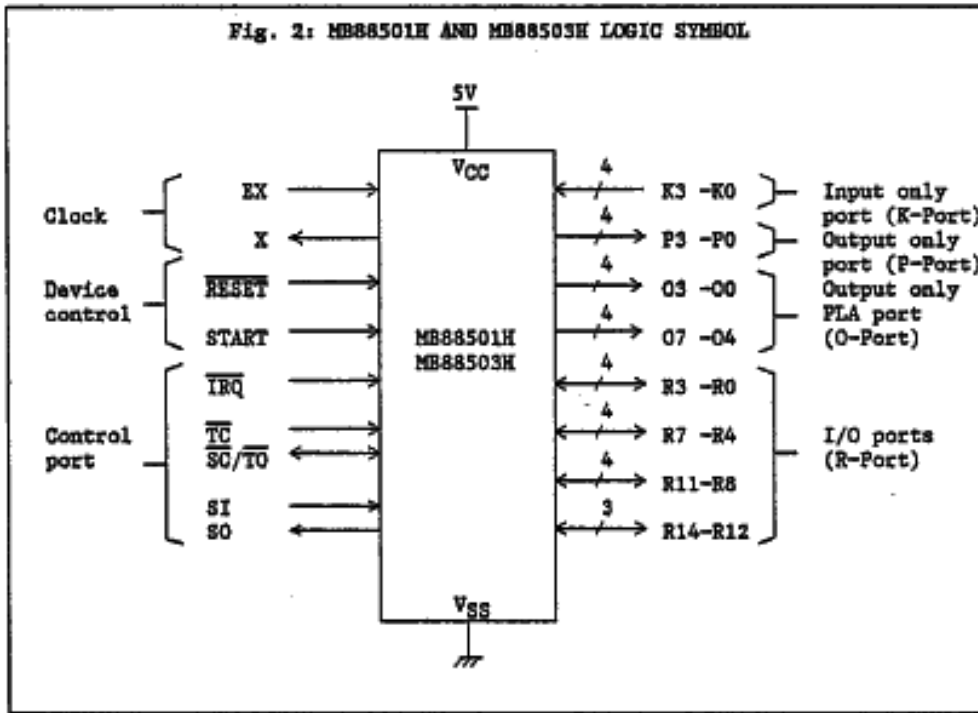 Fig. 2: MB88501H AND MB88503H LOGIC SYMBOL
5V
VCC
Clock
EX
X
Device
control
RESET
START
Control
port
IRQ
TC
SC/TO
SI
SO
MB88501H
MB88503H
VSS
4
K3 -K0
Input only
port (K-Port)
4
P3 -P0
Output only
port (P-Port)
4
O3 -O0
Output only
PLA port
(O-Port)
4
O7 -O4
4
R3 -R0
4
R7 -R4
I/O ports
(R-Port)
4
R11-R8
3
R14-R12